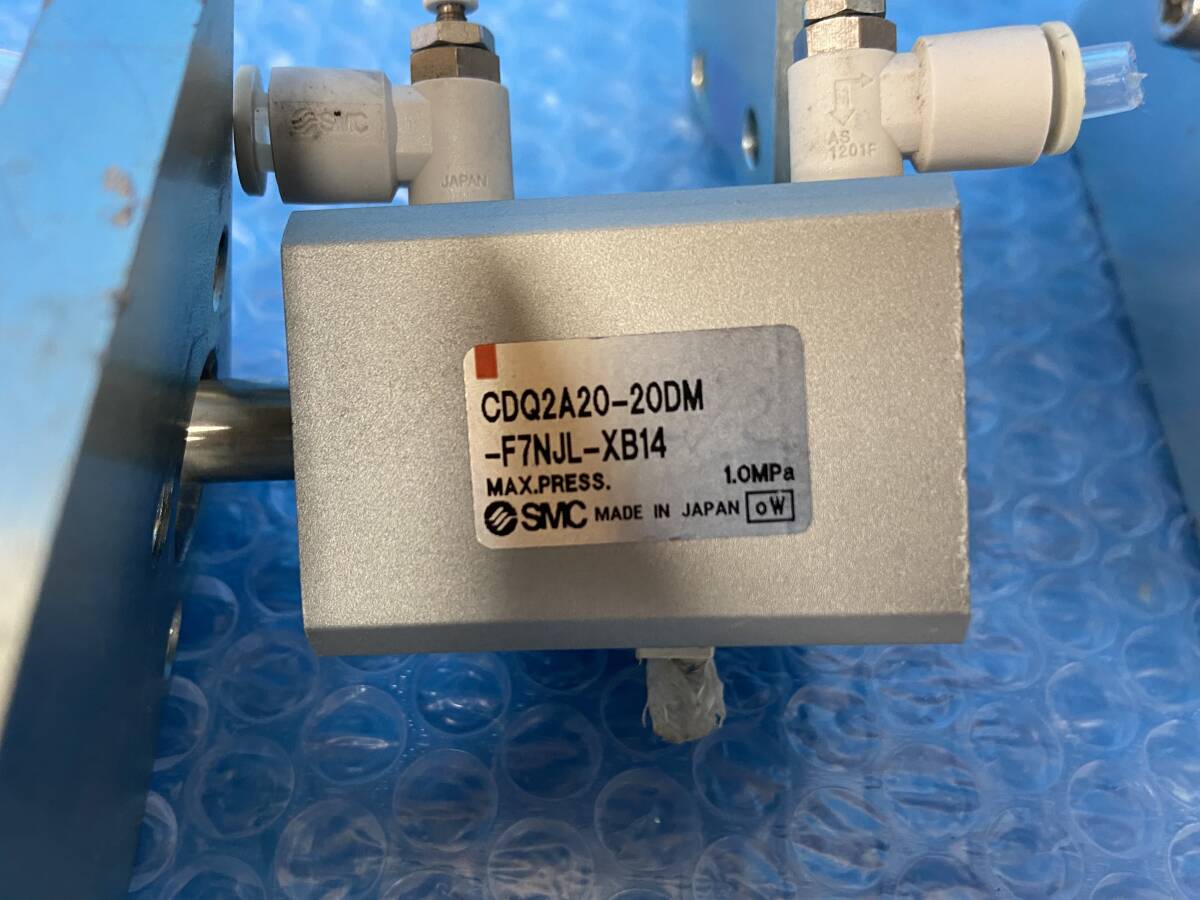 SMC
JAPAN
AS
1201F
CDQ2A20-20DM
-F7NJL-XB14
MAX.PRESS. 1.0MPa
SMC MADE IN JAPAN oW